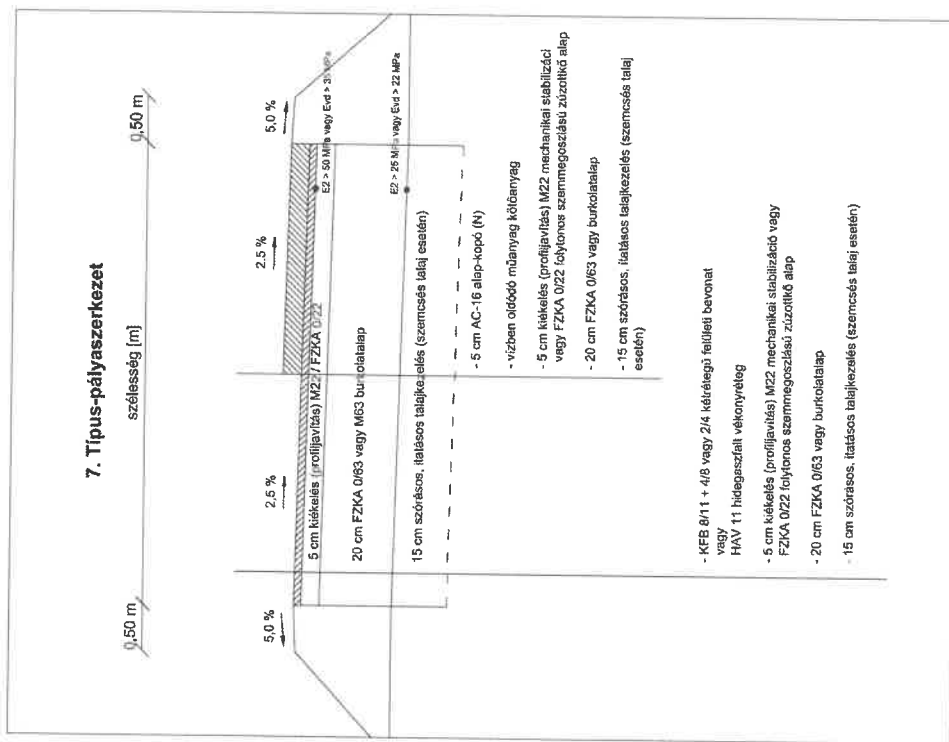 7. Típus-pályaszerkezet
szélesség [m]
0,50 m
0,50 m
5,0 %
2,5 %
2.5 %
5,0 %
5 cm kiékelés (profiljavítás) M22 / FZKA 0/22
E2 > 50 MPa vagy Evd > 35 MPa
20 cm FZKA 0/63 vagy M63 burkolatalap
E2 > 25 MPa vagy Evd > 22 MPa
15 cm szórásos, itatásos talajkezelés (szemcsés talaj esetén)
- 5 cm AC-16 alap-kopó (N)
- vízben oldódó műanyag kötőanyag
- 5 cm kiékelés (profiljavítás) M22 mechanikai stabilizáci
vagy FZKA 0/22 folytonos szemmegoszlású zúzottkő alap
- 20 cm FZKA 0/63 vagy burkolatalap
- 15 cm szórásos, itatásos talajkezelés (szemcsés talaj
esetén)
- KFB 8/11 + 4/8 vagy 2/4 kétrétegű felületi bevonat
vagy
HAV 11 hidegaszfalt vékonyréteg
- 5 cm kiékelés (profiljavítás) M22 mechanikai stabilizáció vagy
FZKA 0/22 folytonos szemmegoszlású zúzottkő alap
- 20 cm FZKA 0/63 vagy burkolatalap
- 15 cm szórásos, itatásos talajkezelés (szemcsés talaj esetén)